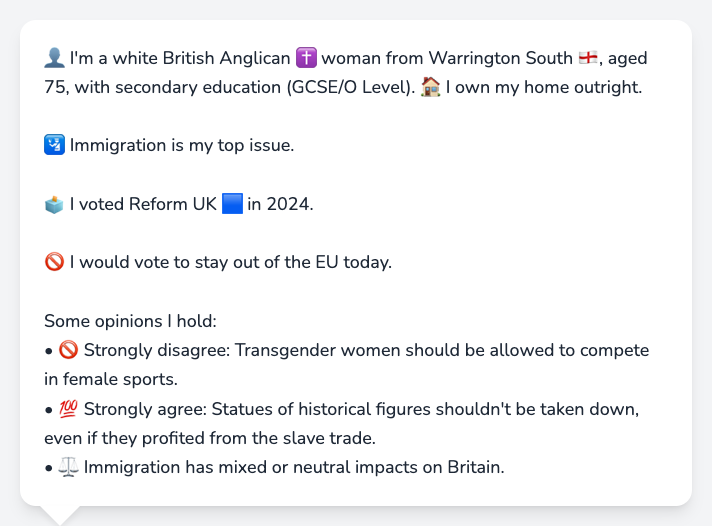 👤 I'm a white British Anglican ✝️ woman from Warrington South 🏴󠁧󠁢󠁥󠁮󠁧󠁿, aged
75, with secondary education (GCSE/O Level). 🏠 I own my home outright.
🛂 Immigration is my top issue.
🗳️ I voted Reform UK 🟦 in 2024.
🚫 I would vote to stay out of the EU today.
Some opinions I hold:
• 🚫 Strongly disagree: Transgender women should be allowed to compete
in female sports.
• 💯 Strongly agree: Statues of historical figures shouldn't be taken down,
even if they profited from the slave trade.
• ⚖️ Immigration has mixed or neutral impacts on Britain.